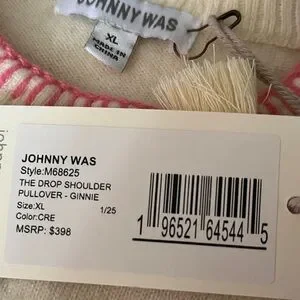 JOHNNY WAS
XL
MADE IN
CHINA
JOHNNY WAS
Style:M68625
THE DROP SHOULDER
PULLOVER - GINNIE
Size:XL 1/25
Color:CRE
MSRP: $398
1 96521 64544 5